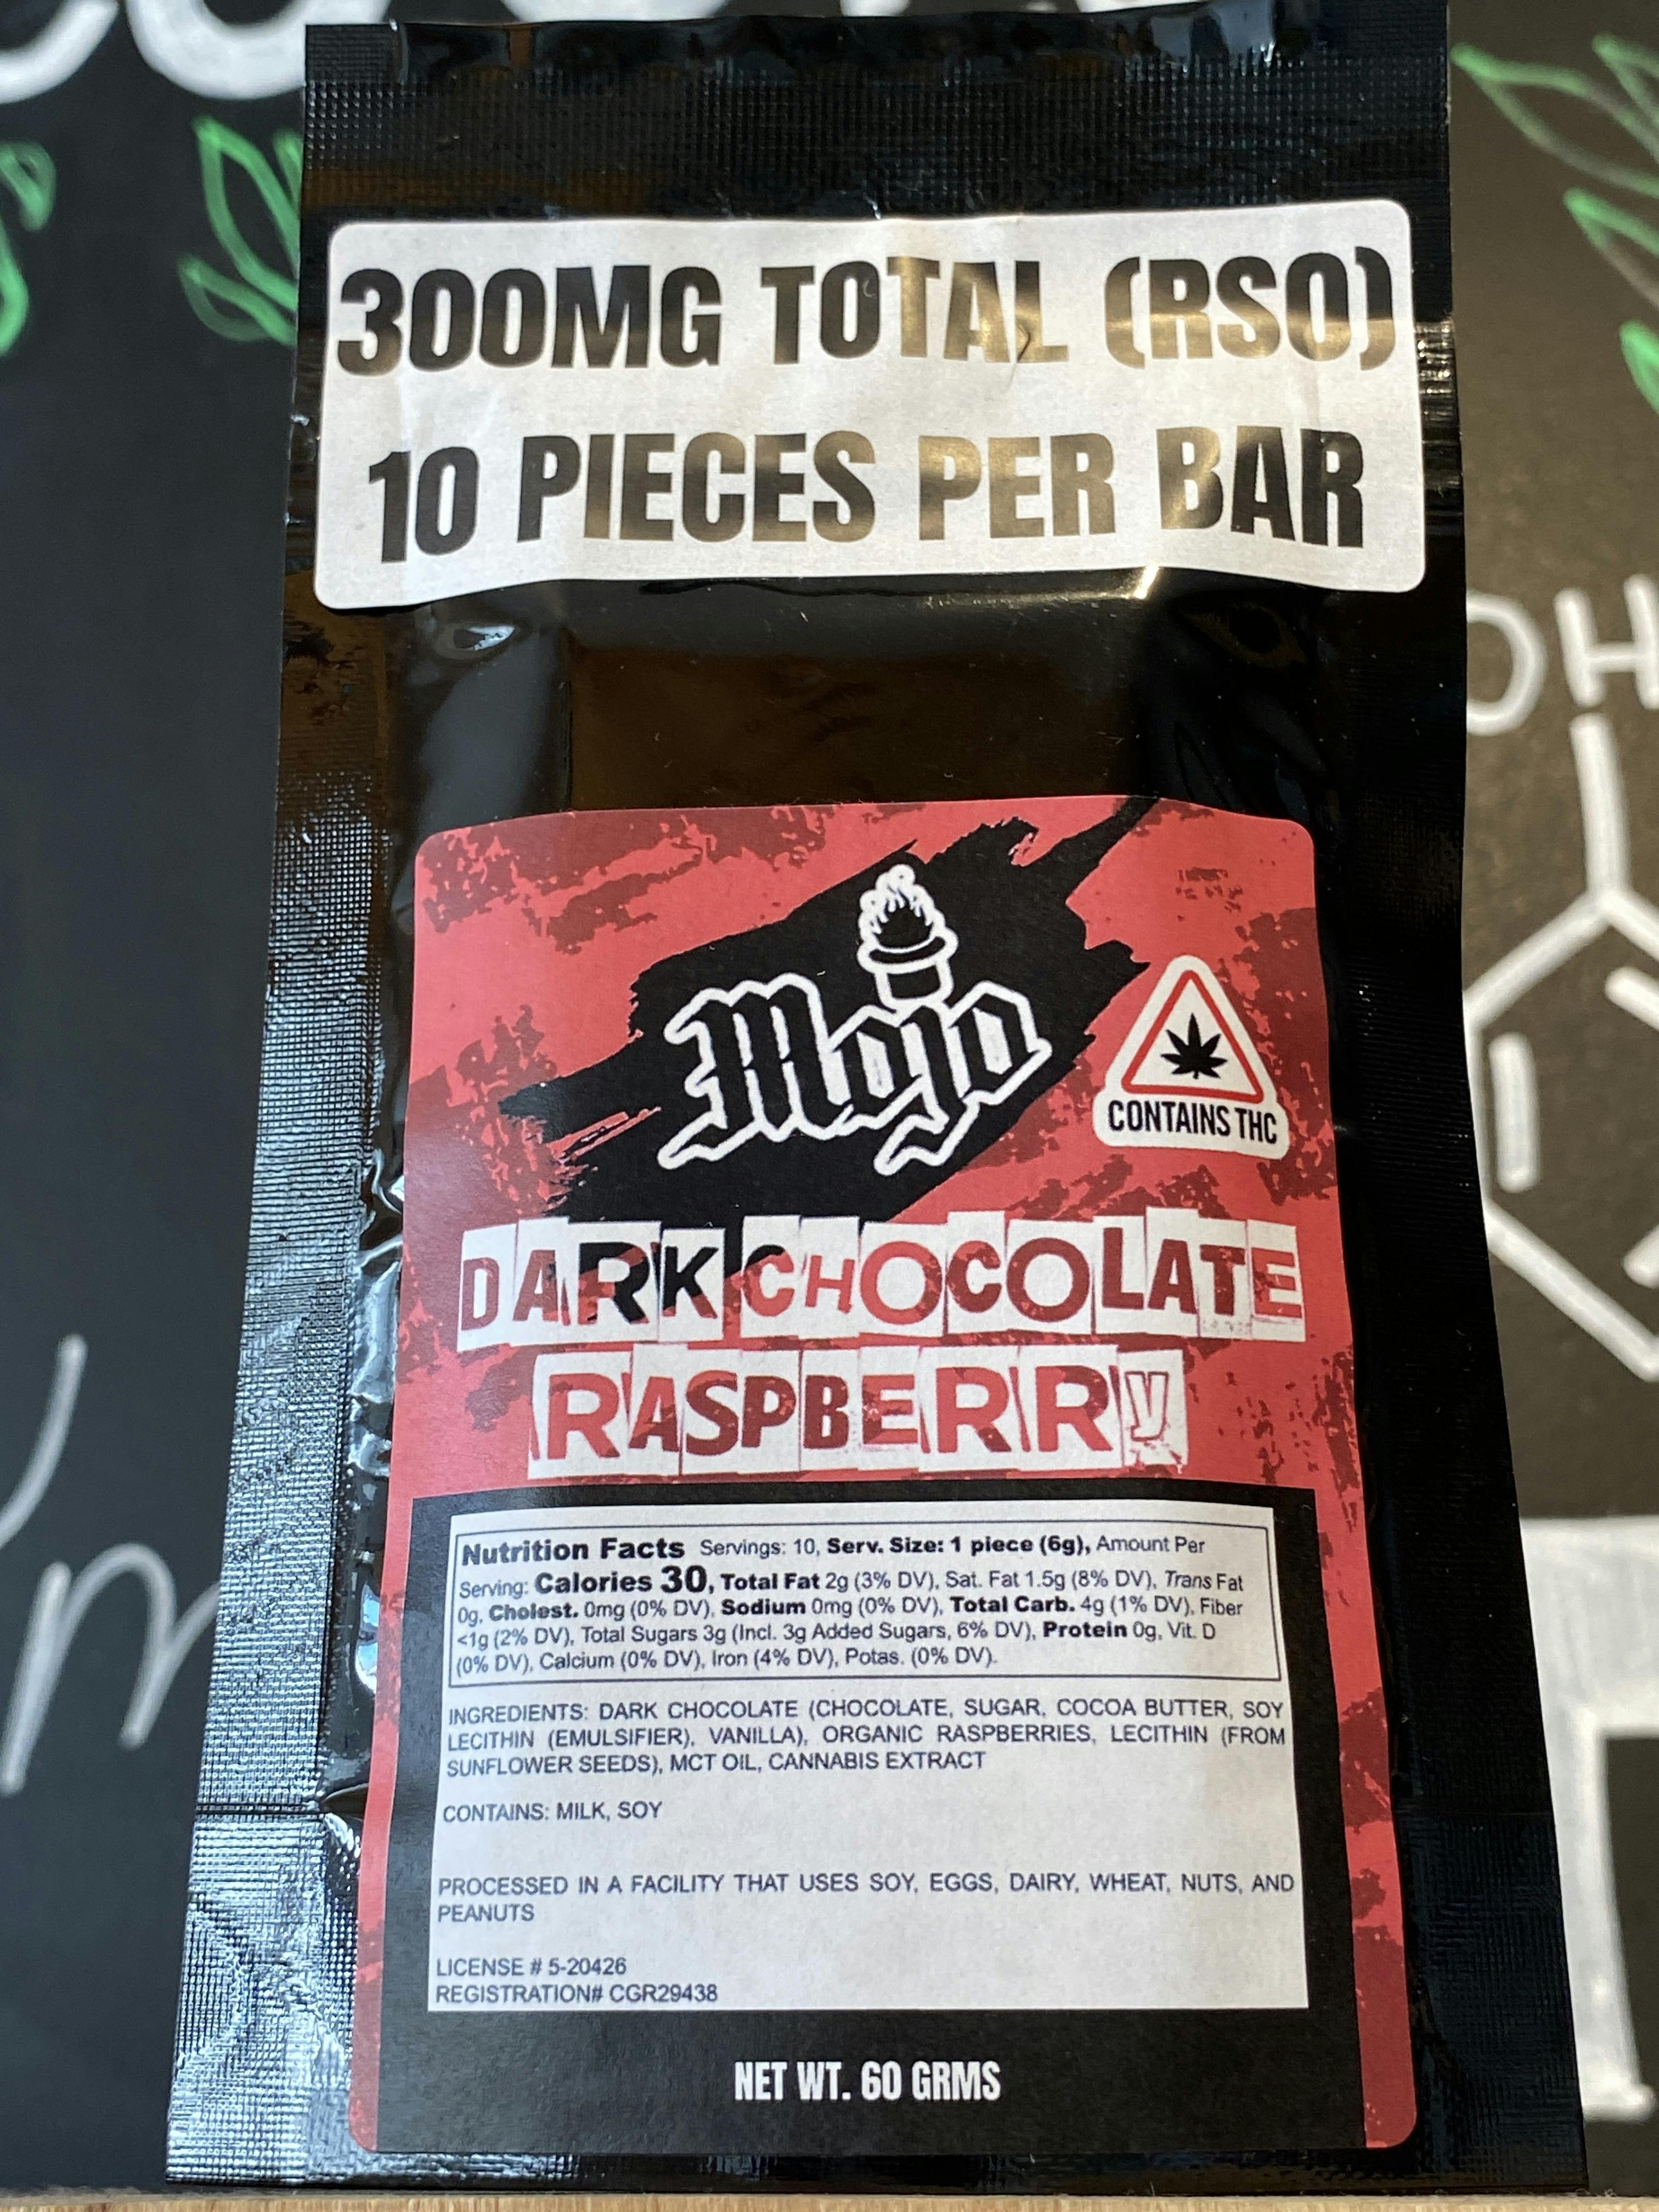 300MG TOTAL (RSO)
10 PIECES PER BAR
Mojo
CONTAINS THC
DARK CHOCOLATE
RASPBERRy
Nutrition Facts Servings: 10, Serv. Size: 1 piece (6g), Amount Per
Serving: Calories 30, Total Fat 2g (3% DV), Sat. Fat 1.5g (8% DV), Trans Fat
0g, Cholest. 0mg (0% DV), Sodium 0mg (0% DV), Total Carb. 4g (1% DV), Fiber
<1g (2% DV), Total Sugars 3g (Incl. 3g Added Sugars, 6% DV), Protein 0g, Vit. D
(0% DV), Calcium (0% DV), Iron (4% DV), Potas. (0% DV).
INGREDIENTS: DARK CHOCOLATE (CHOCOLATE, SUGAR, COCOA BUTTER, SOY
LECITHIN (EMULSIFIER), VANILLA), ORGANIC RASPBERRIES, LECITHIN (FROM
SUNFLOWER SEEDS), MCT OIL, CANNABIS EXTRACT
CONTAINS: MILK, SOY
PROCESSED IN A FACILITY THAT USES SOY, EGGS, DAIRY, WHEAT, NUTS, AND
PEANUTS
LICENSE # 5-20426
REGISTRATION# CGR29438
NET WT. 60 GRMS
OH